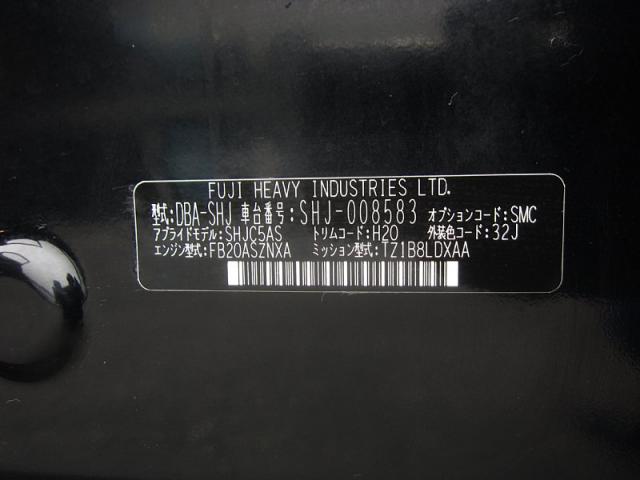 FUJI HEAVY INDUSTRIES LTD.
型式:DBA-SHJ 車台番号:SHJ-008583 オプションコード:SMC
アプライドモデル:SHJC5AS トリムコード:H20 外装色コード:32J
エンジン型式:FB20ASZNXA ミッション型式:TZ1B8LDXAA